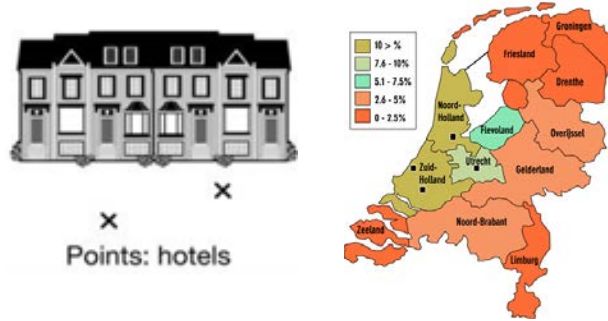 Points: hotels
10 > %
7.6 - 10%
5.1 - 7.5%
2.6 - 5%
0 - 2.5%
Groningen
Friesland
Drenthe
Noord-
Holland
Flevoland
Overijssel
Utrecht
Zuid-
Holland
Gelderland
Noord-Brabant
Zeeland
Limburg